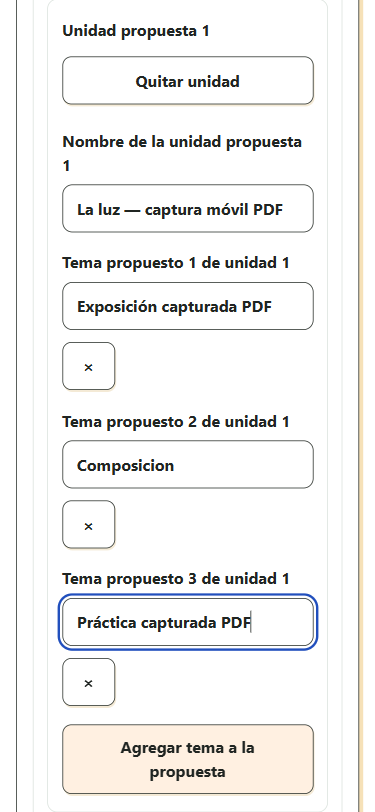 Unidad propuesta 1
Quitar unidad
Nombre de la unidad propuesta
1
La luz — captura móvil PDF
Tema propuesto 1 de unidad 1
Exposición capturada PDF
×
Tema propuesto 2 de unidad 1
Composicion
×
Tema propuesto 3 de unidad 1
Práctica capturada PDF
×
Agregar tema a la
propuesta